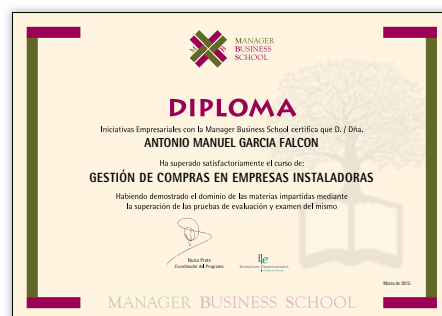 MANAGER
BUSINESS
SCHOOL
M B
S
DIPLOMA
Iniciativas Empresariales con la Manager Business School certifica que D. / Dña.
ANTONIO MANUEL GARCIA FALCON
Ha superado satisfactoriamente el curso de:
GESTIÓN DE COMPRAS EN EMPRESAS INSTALADORAS
Habiendo demostrado el dominio de las materias impartidas mediante
la superación de las pruebas de evaluación y examen del mismo
Nuria Prats
Coordinador del Programa
Iniciativas Empresariales
Marzo de 2015
MANAGER BUSINESS SCHOOL